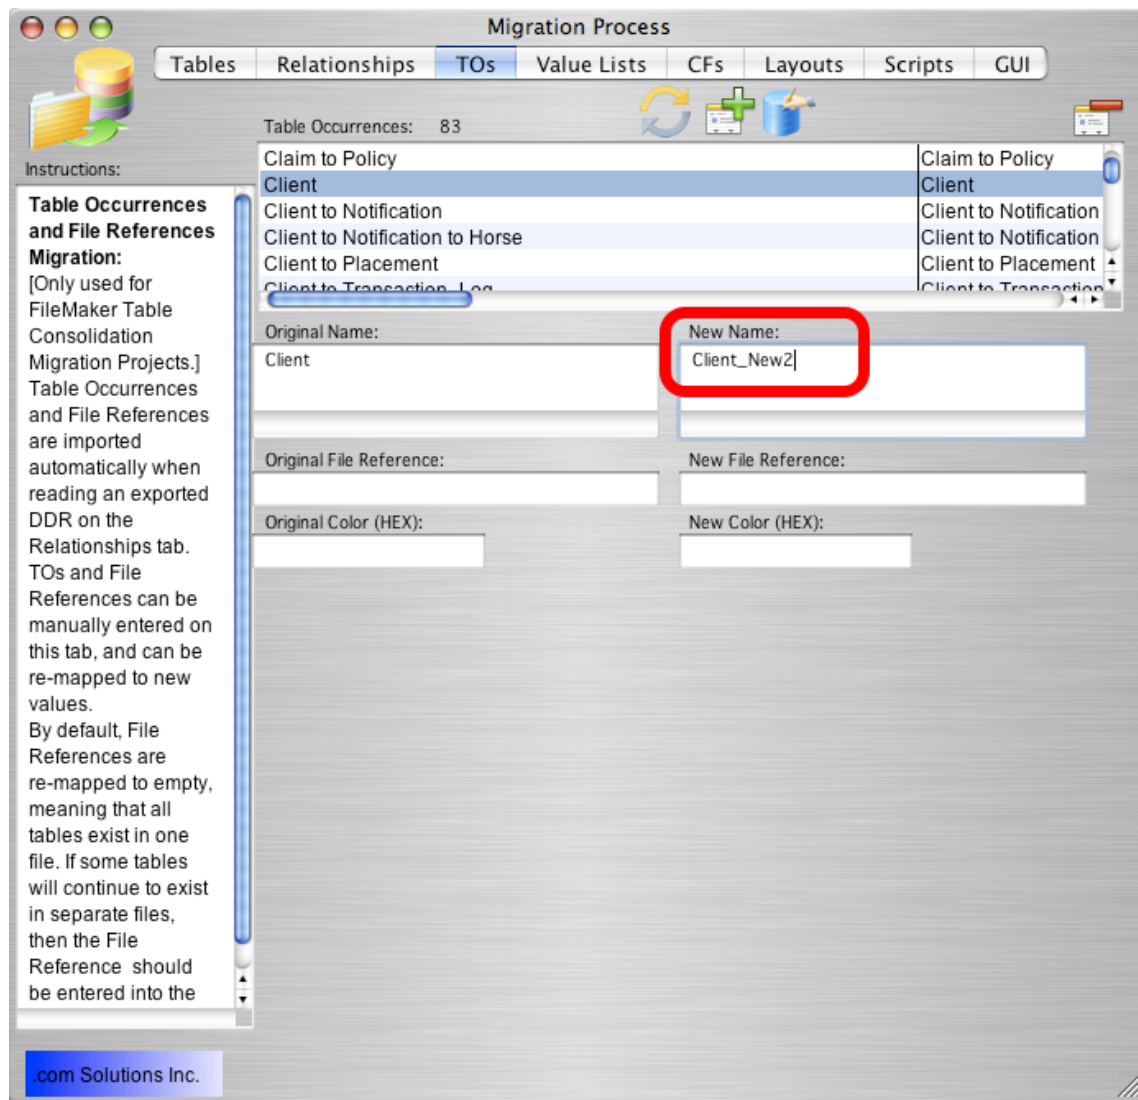 Migration Process
Tables Relationships TOs Value Lists CFs Layouts Scripts GUI
Table Occurrences: 83
Instructions:
Table Occurrences
and File References
Migration:
[Only used for
FileMaker Table
Consolidation
Migration Projects.]
Table Occurrences
and File References
are imported
automatically when
reading an exported
DDR on the
Relationships tab.
TOs and File
References can be
manually entered on
this tab, and can be
re-mapped to new
values.
By default, File
References are
re-mapped to empty,
meaning that all
tables exist in one
file. If some tables
will continue to exist
in separate files,
then the File
Reference should
be entered into the
Claim to Policy Claim to Policy
Client Client
Client to Notification Client to Notification
Client to Notification to Horse Client to Notification
Client to Placement Client to Placement
Client to Transaction Log Client to Transaction
Original Name: New Name:
Client Client_New2
Original File Reference: New File Reference:
Original Color (HEX): New Color (HEX):
.com Solutions Inc.